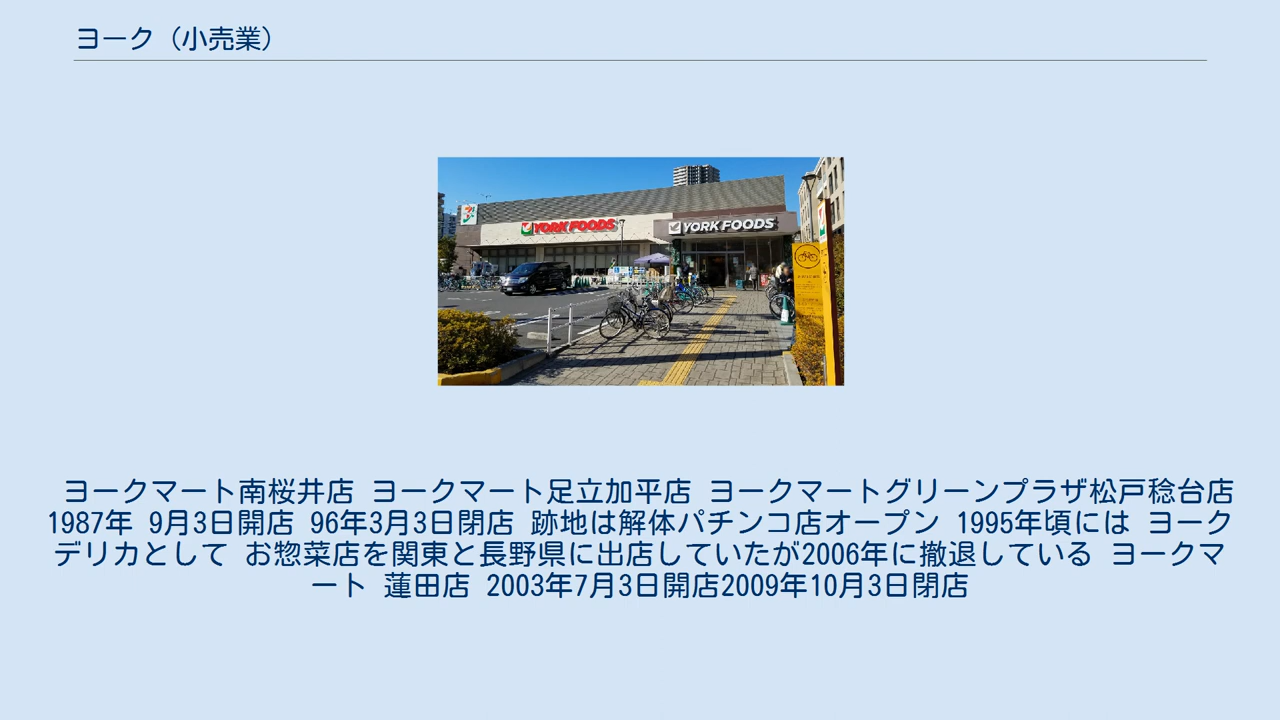 ヨーク（小売業）
YORK FOODS
YORK FOODS
ヨークマート南桜井店 ヨークマート足立加平店 ヨークマートグリーンプラザ松戸稔台店
1987年 9月3日開店 96年3月3日閉店 跡地は解体パチンコ店オープン 1995年頃には ヨーク
デリカとして お惣菜店を関東と長野県に出店していたが2006年に撤退している ヨークマ
ート 蓮田店 2003年7月3日開店2009年10月3日閉店